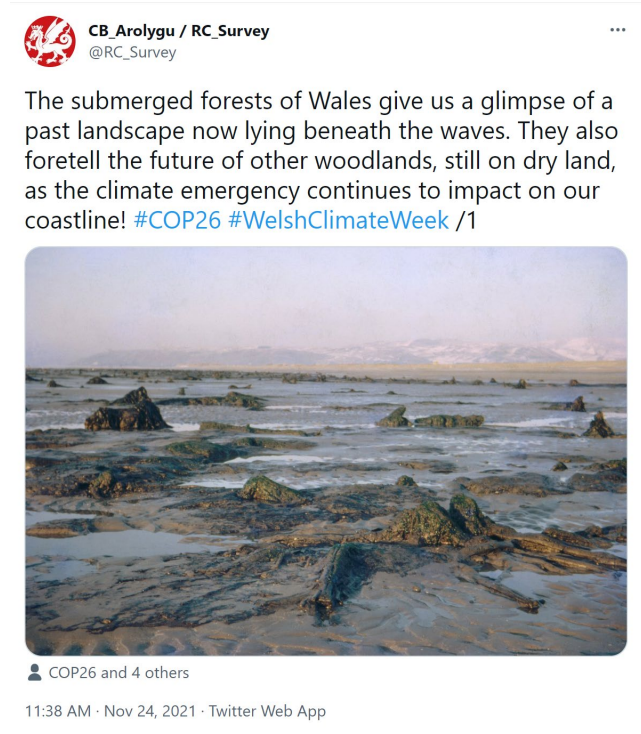 CB_Arolygu / RC_Survey
@RC_Survey
The submerged forests of Wales give us a glimpse of a
past landscape now lying beneath the waves. They also
foretell the future of other woodlands, still on dry land,
as the climate emergency continues to impact on our
coastline! #COP26 #WelshClimateWeek /1
COP26 and 4 others
11:38 AM · Nov 24, 2021 · Twitter Web App